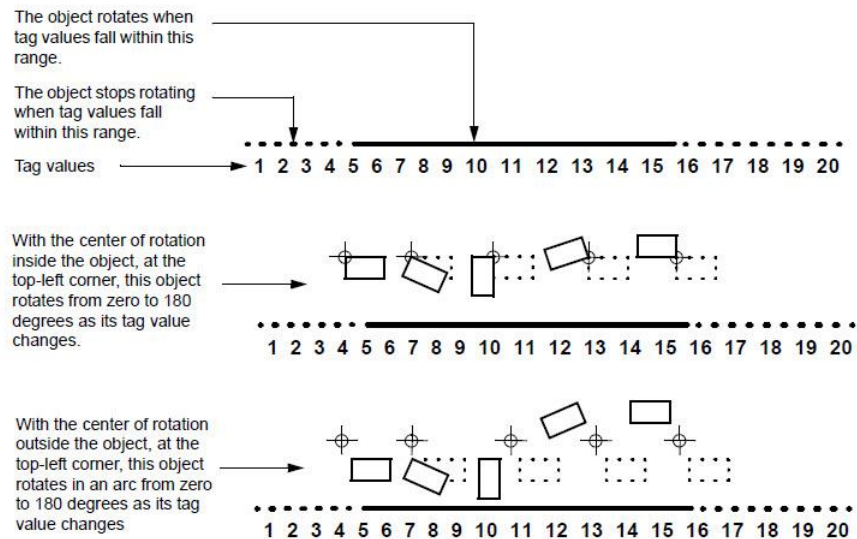 The object rotates when
tag values fall within this
range.
The object stops rotating
when tag values fall
within this range.
Tag values
1 2 3 4 5 6 7 8 9 10 11 12 13 14 15 16 17 18 19 20
With the center of rotation
inside the object, at the
top-left corner, this object
rotates from zero to 180
degrees as its tag value
changes.
1 2 3 4 5 6 7 8 9 10 11 12 13 14 15 16 17 18 19 20
With the center of rotation
outside the object, at the
top-left corner, this object
rotates in an arc from zero
to 180 degrees as its tag
value changes
1 2 3 4 5 6 7 8 9 10 11 12 13 14 15 16 17 18 19 20